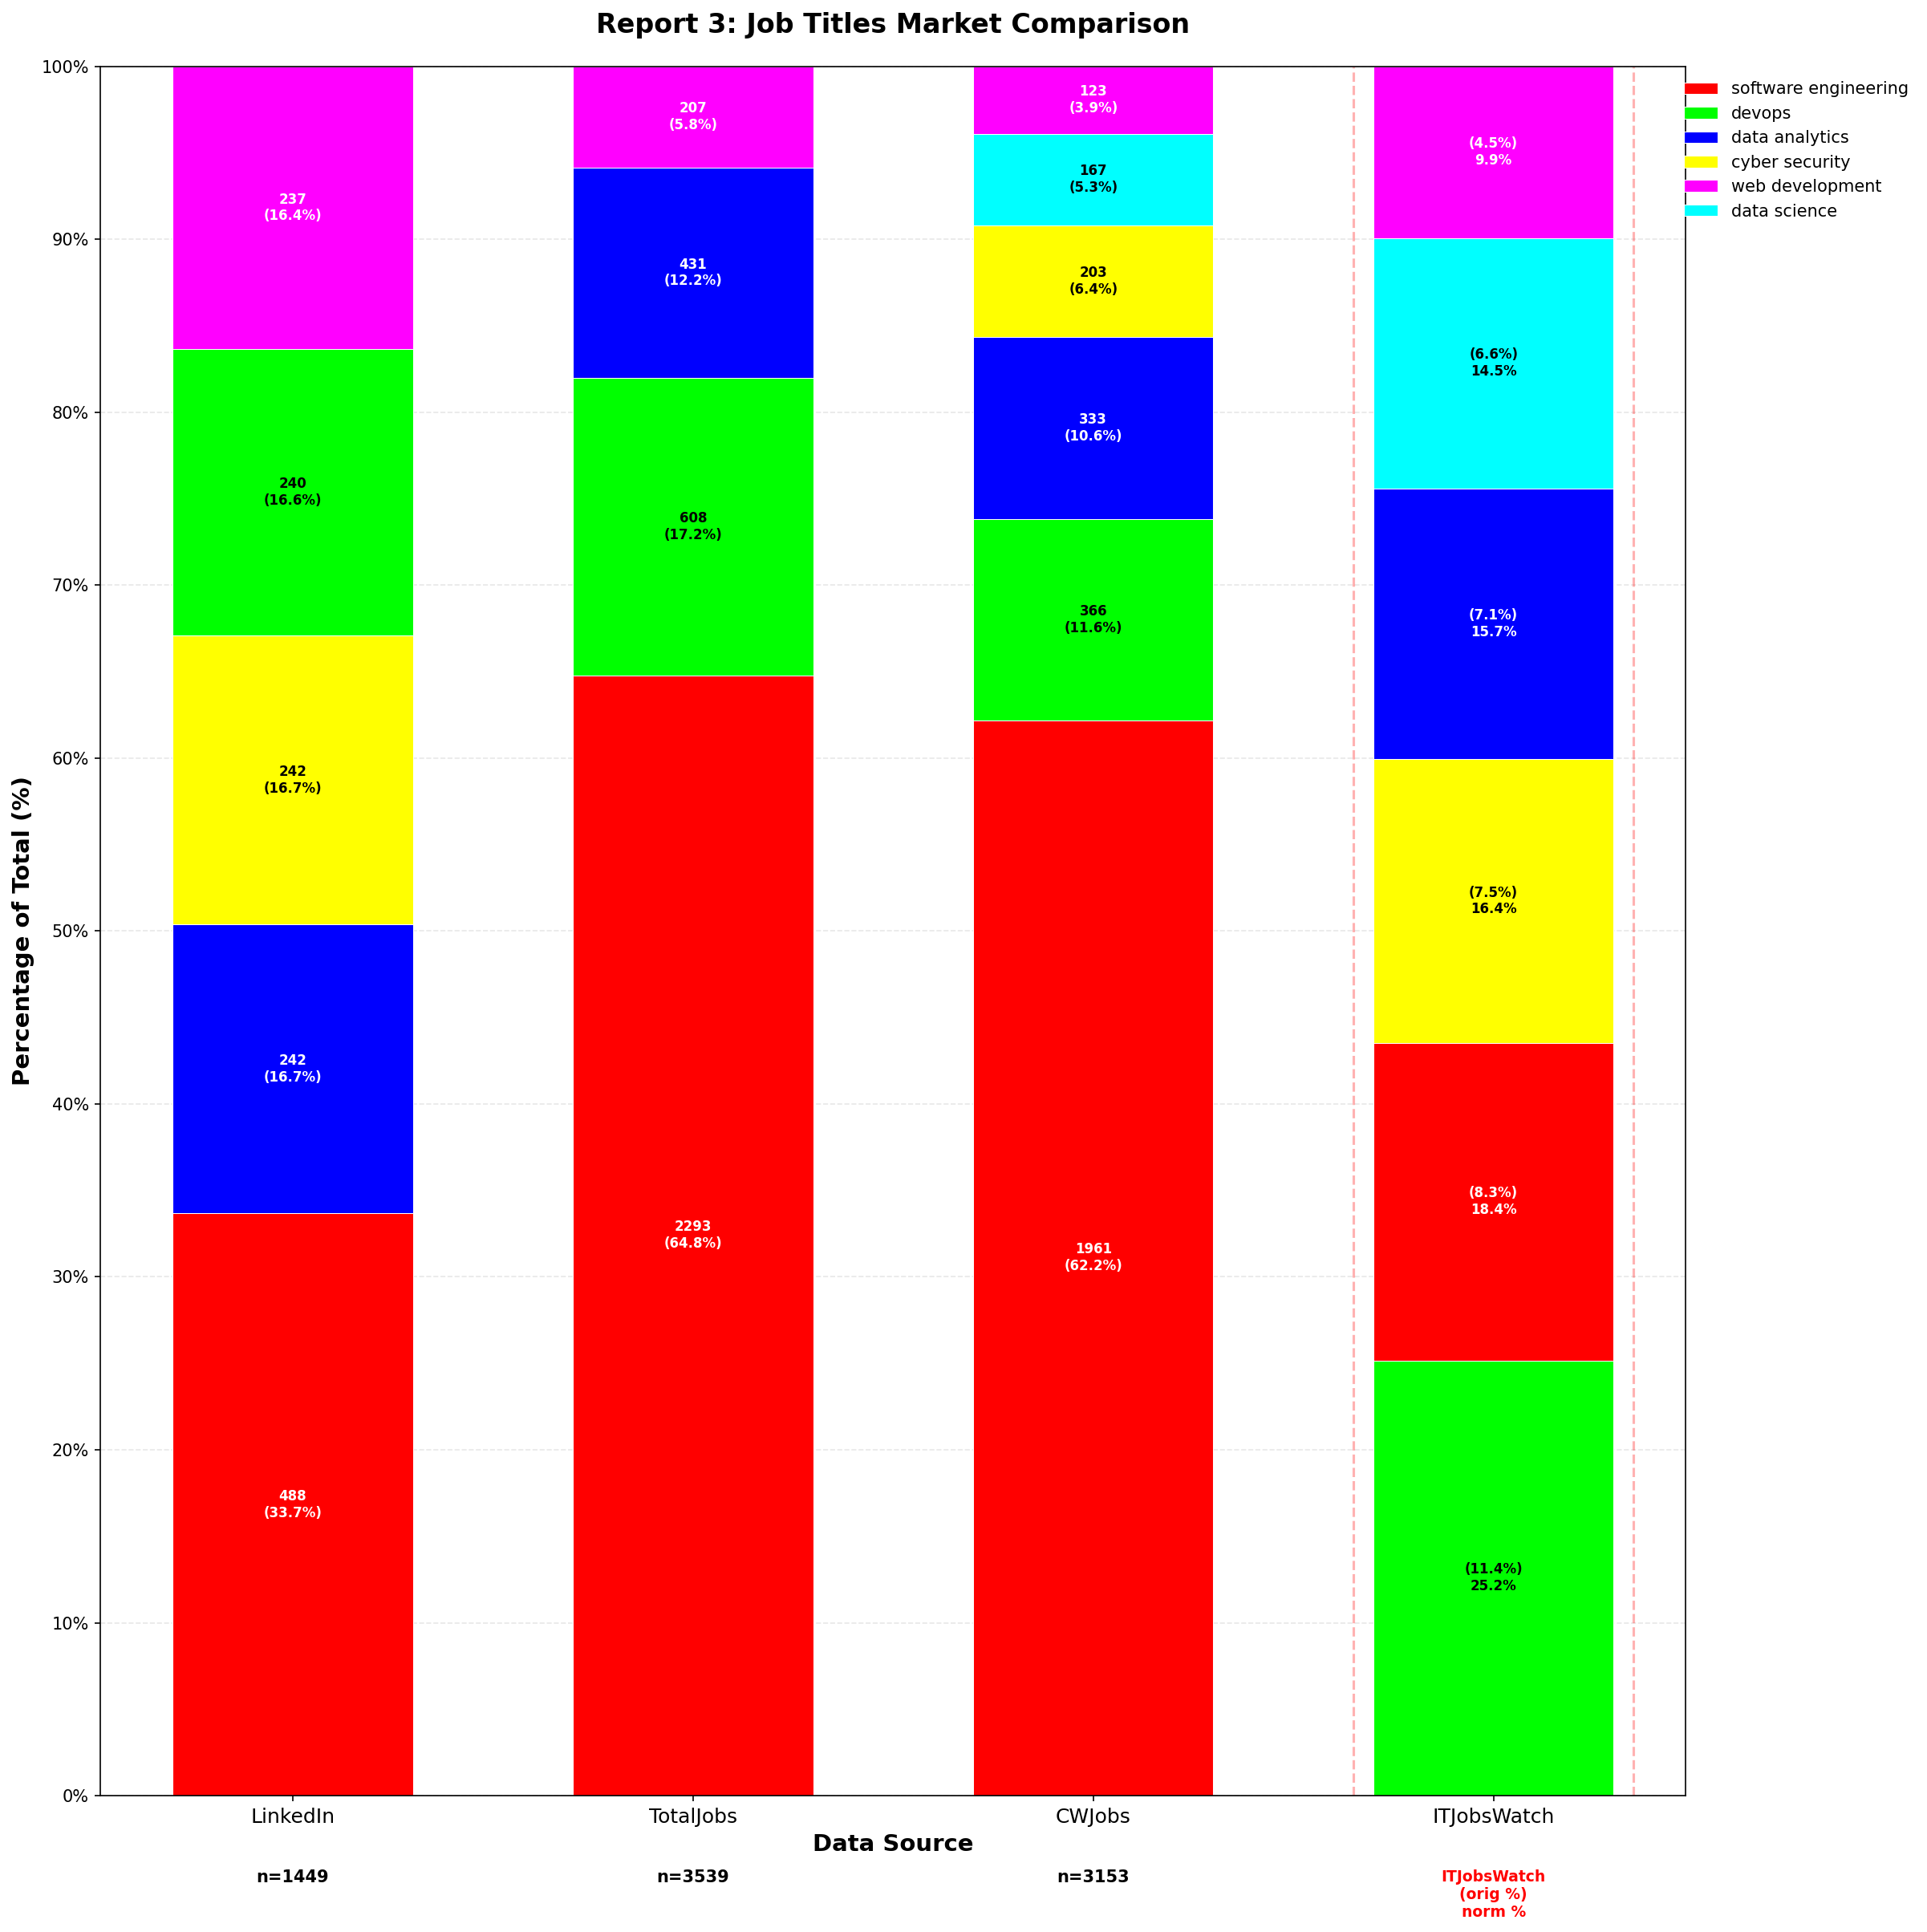 Report 3: Job Titles Market Comparison
Percentage of Total (%)
100%
90%
80%
70%
60%
50%
40%
30%
20%
10%
0%
237
(16.4%)
240
(16.6%)
242
(16.7%)
242
(16.7%)
488
(33.7%)
207
(5.8%)
431
(12.2%)
608
(17.2%)
2293
(64.8%)
123
(3.9%)
167
(5.3%)
203
(6.4%)
333
(10.6%)
366
(11.6%)
1961
(62.2%)
(4.5%)
9.9%
(6.6%)
14.5%
(7.1%)
15.7%
(7.5%)
16.4%
(8.3%)
18.4%
(11.4%)
25.2%
software engineering
devops
data analytics
cyber security
web development
data science
LinkedIn
TotalJobs
CWJobs
ITJobsWatch
Data Source
n=1449
n=3539
n=3153
ITJobsWatch
(orig %)
norm %